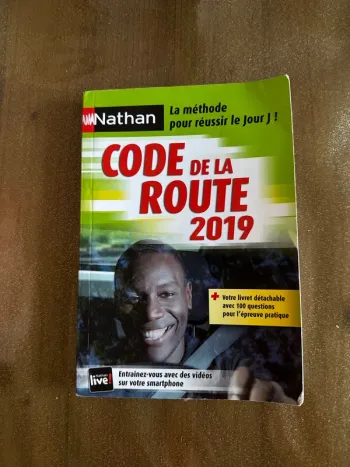 Nathan
La méthode
pour réussir le Jour J !
CODE DE LA
ROUTE
2019
+ Votre livret détachable
avec 100 questions
pour l'épreuve pratique
live!
Entraînez-vous avec des vidéos
sur votre smartphone